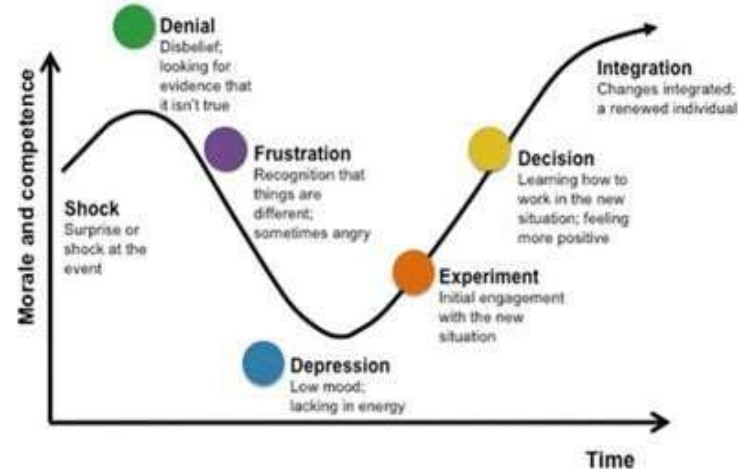 Denial
Disbelief;
looking for
evidence that
it isn't true
Morale and competence
Shock
Surprise or
shock at the
event
Frustration
Recognition that
things are
different;
sometimes angry
Depression
Low mood;
lacking in energy
Experiment
Initial engagement
with the new
situation
Decision
Learning how to
work in the new
situation; feeling
more positive
Integration
Changes integrated;
a renewed individual
Time